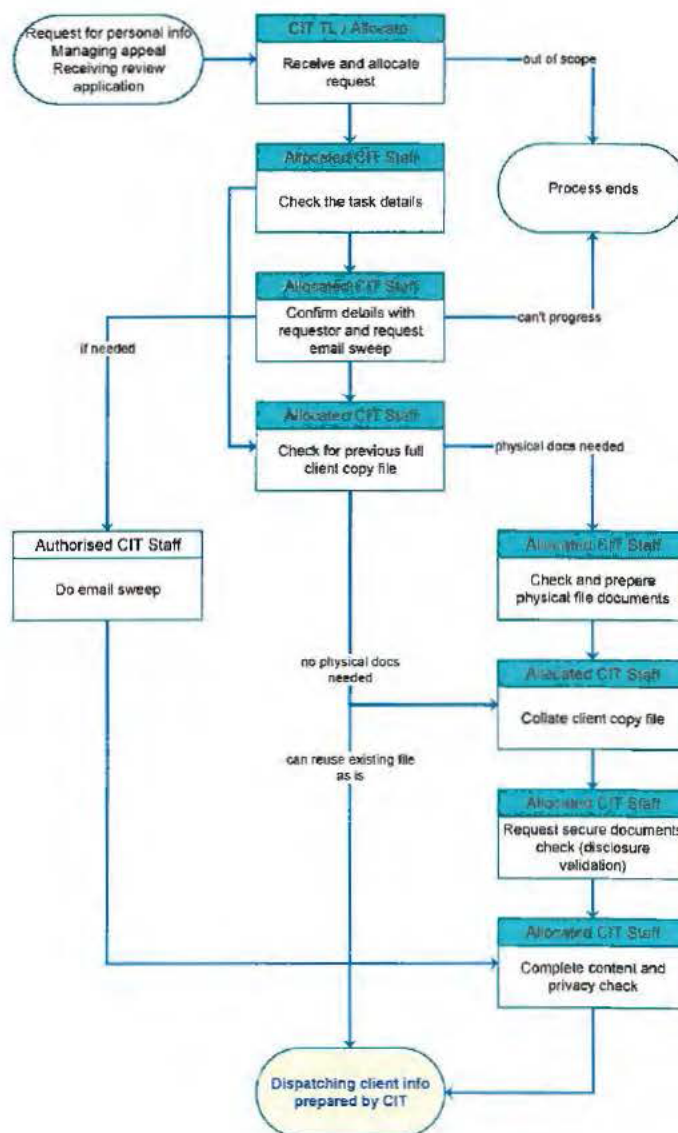 Request for personal info
Managing appeal
Receiving review
application
CIT TL / Allocato
Receive and allocate
request
out of scope
Allocated CIT Staff
Check the task details
Process ends
Allocated CIT Staff
Confirm details with
requestor and request
email sweep
can't progress
if needed
Allocated CIT Staff
Check for previous full
client copy file
physical docs needed
Authorised CIT Staff
Do email sweep
Allocated CIT Staff
Check and prepare
physical file documents
no physical docs
needed
Allocated CIT Staff
Collate client copy file
can reuse existing file
as is
Allocated CIT Staff
Request secure documents
check (disclosure
validation)
Allocated CIT Staff
Complete content and
privacy check
Dispatching client info
prepared by CIT